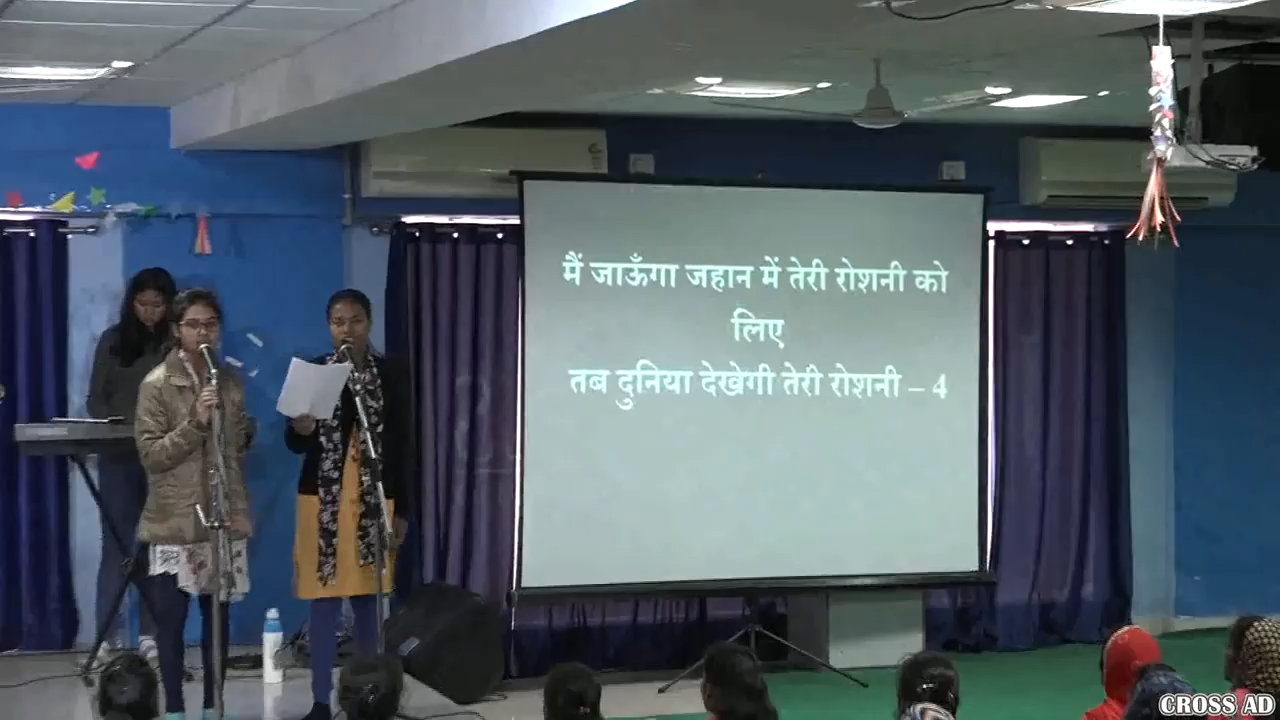 मैं जाऊँगा जहान में तेरी रोशनी को
लिए
तब दुनिया देखेगी तेरी रोशनी – 4
CROSS AD